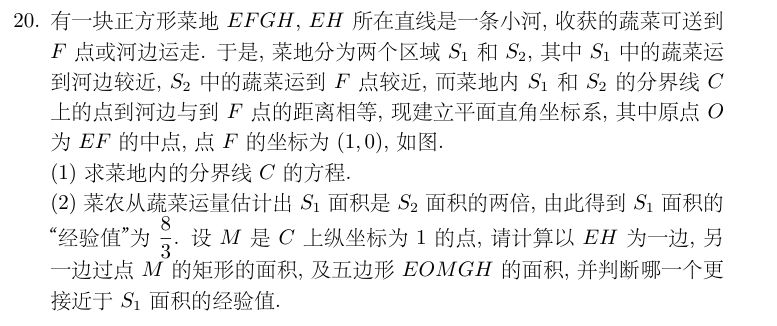 20. 有一块正方形菜地 EFGH, EH 所在直线是一条小河, 收获的蔬菜可送到
F 点或河边运走. 于是, 菜地分为两个区域 S₁ 和 S₂, 其中 S₁ 中的蔬菜运
到河边较近, S₂ 中的蔬菜运到 F 点较近, 而菜地内 S₁ 和 S₂ 的分界线 C
上的点到河边与到 F 点的距离相等, 现建立平面直角坐标系, 其中原点 O
为 EF 的中点, 点 F 的坐标为 (1,0), 如图.
(1) 求菜地内的分界线 C 的方程.
(2) 菜农从蔬菜运量估计出 S₁ 面积是 S₂ 面积的两倍, 由此得到 S₁ 面积的
“经验值”为 8/3. 设 M 是 C 上纵坐标为 1 的点, 请计算以 EH 为一边, 另
一边过点 M 的矩形的面积, 及五边形 EOMGH 的面积, 并判断哪一个更
接近于 S₁ 面积的经验值.